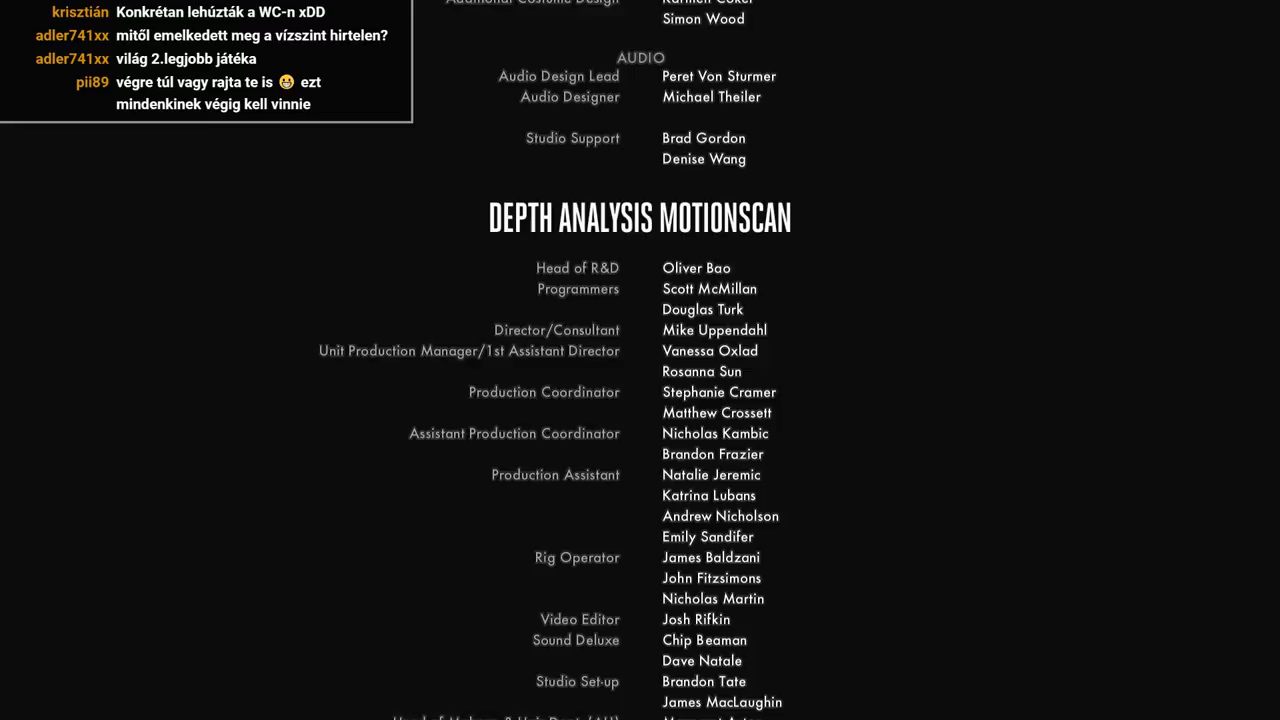 krisztián Konkrétan lehúzták a WC-n xDD
adler741xx mitől emelkedett meg a vízszint hirtelen?
adler741xx világ 2.legjobb játéka
pii89 végre túl vagy rajta te is 😀 ezt
mindenkinek végig kell vinnie
Additional Costume Design Karmen Coker
Simon Wood
AUDIO
Audio Design Lead Peret Von Sturmer
Audio Designer Michael Theiler
Studio Support Brad Gordon
Denise Wang
DEPTH ANALYSIS MOTIONSCAN
Head of R&D Oliver Bao
Programmers Scott McMillan
Douglas Turk
Director/Consultant Mike Uppendahl
Unit Production Manager/1st Assistant Director Vanessa Oxlad
Rosanna Sun
Production Coordinator Stephanie Cramer
Matthew Crossett
Assistant Production Coordinator Nicholas Kambic
Brandon Frazier
Production Assistant Natalie Jeremic
Katrina Lubans
Andrew Nicholson
Emily Sandifer
Rig Operator James Baldzani
John Fitzsimons
Nicholas Martin
Video Editor Josh Rifkin
Sound Deluxe Chip Beaman
Dave Natale
Studio Set-up Brandon Tate
James MacLaughin